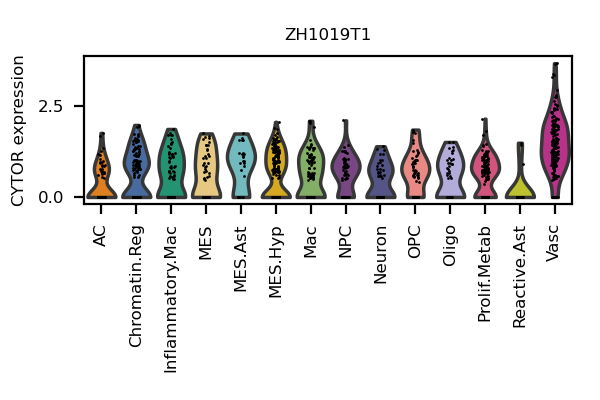 ZH1019T1
CYTOR expression
2.5
0.0
AC
Chromatin.Reg
Inflammatory.Mac
MES
MES.Ast
MES.Hyp
Mac
NPC
Neuron
OPC
Oligo
Prolif.Metab
Reactive.Ast
Vasc